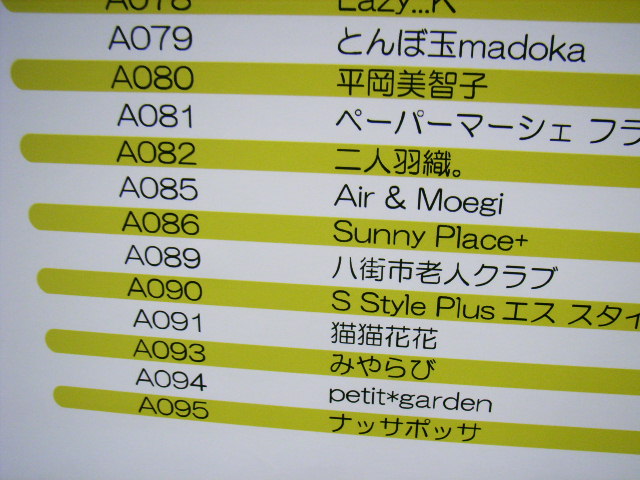 A078 Lazy...K
A079 とんぼ玉madoka
A080 平岡美智子
A081 ペーパーマーシェ フラ
A082 二人羽織。
A085 Air & Moegi
A086 Sunny Place+
A089 八街市老人クラブ
A090 S Style Plus エス スタイ
A091 猫猫花花
A093 みやらび
A094 petit*garden
A095 ナッサポッサ